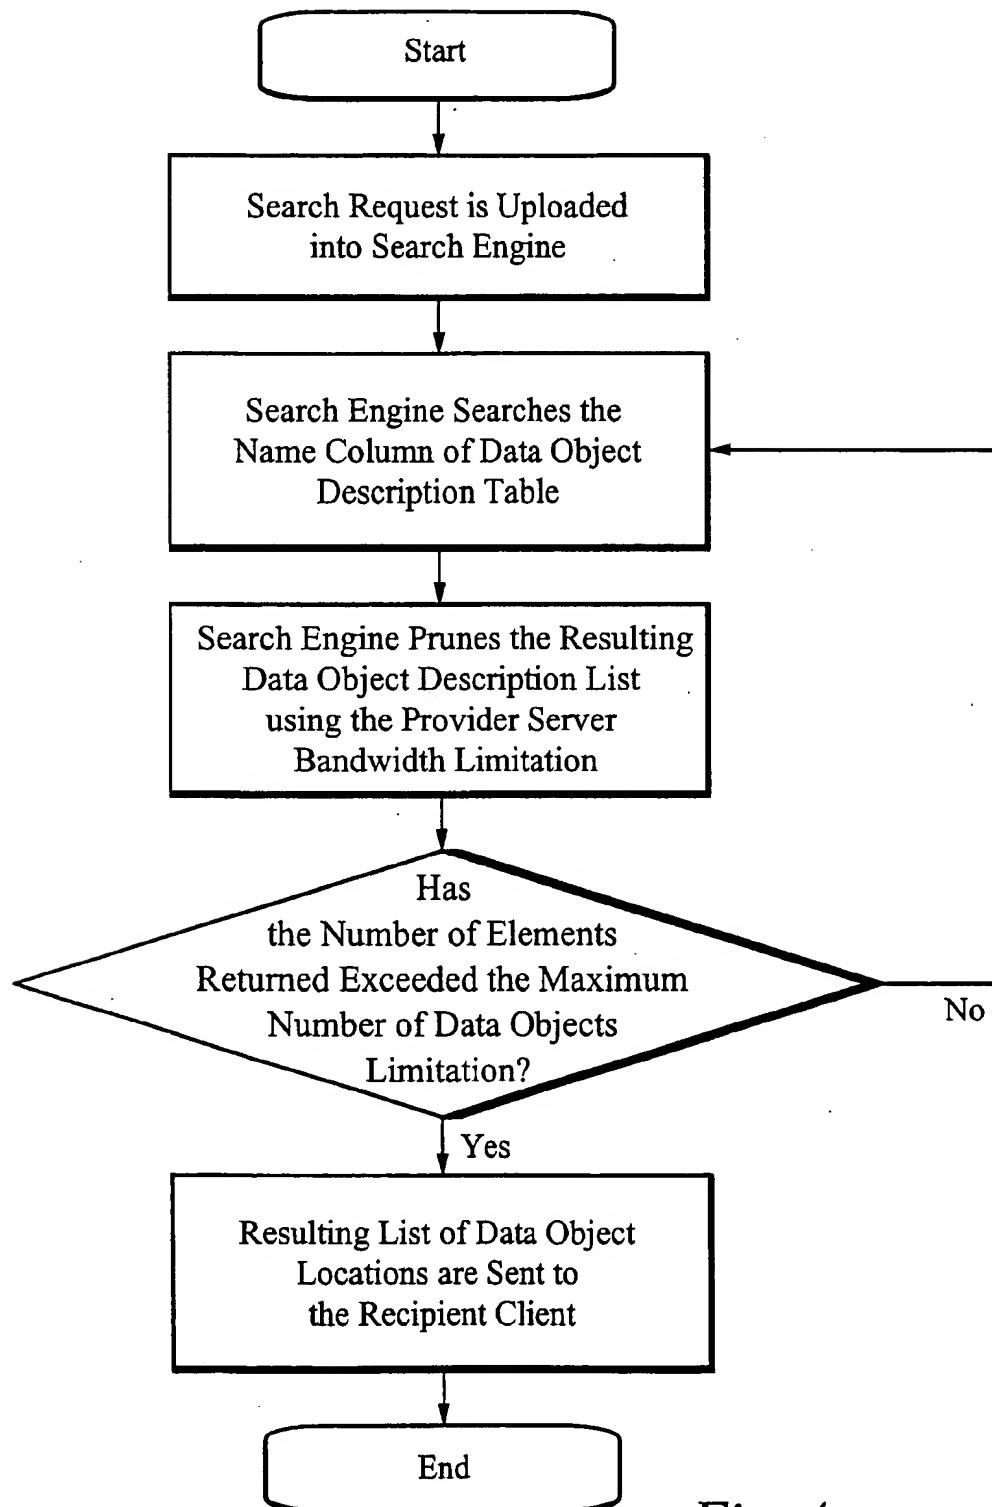 Start
Search Request is Uploaded
into Search Engine
Search Engine Searches the
Name Column of Data Object
Description Table
Search Engine Prunes the Resulting
Data Object Description List
using the Provider Server
Bandwidth Limitation
Has
the Number of Elements
Returned Exceeded the Maximum
Number of Data Objects
Limitation?
No
Yes
Resulting List of Data Object
Locations are Sent to
the Recipient Client
End